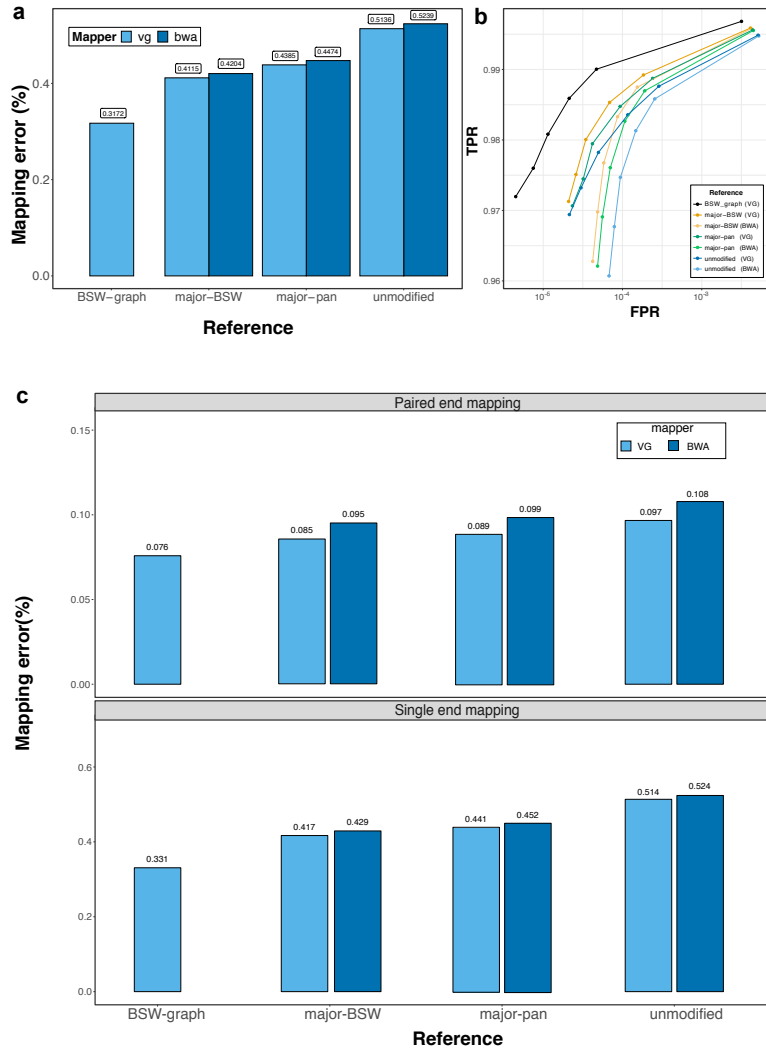 a
Mapper vg bwa
0.3172
0.4115
0.4204
0.4385
0.4474
0.5136
0.5239
Mapping error (%)
0.4
0.2
0.0
BSW−graph
major−BSW
major−pan
unmodified
Reference
b
TPR
0.99
0.98
0.97
0.96
Reference
BSW_graph (VG)
major−BSW (VG)
major−BSW (BWA)
major−pan (VG)
major−pan (BWA)
unmodified (VG)
unmodified (BWA)
10⁻⁶
10⁻⁴
FPR
c
Paired end mapping
mapper
VG BWA
0.15
0.10
0.05
0.00
0.076
0.085
0.095
0.089
0.099
0.097
0.108
Mapping error(%)
Single end mapping
0.6
0.4
0.2
0.0
0.331
0.417
0.429
0.441
0.452
0.514
0.524
BSW-graph
major-BSW
major-pan
unmodified
Reference